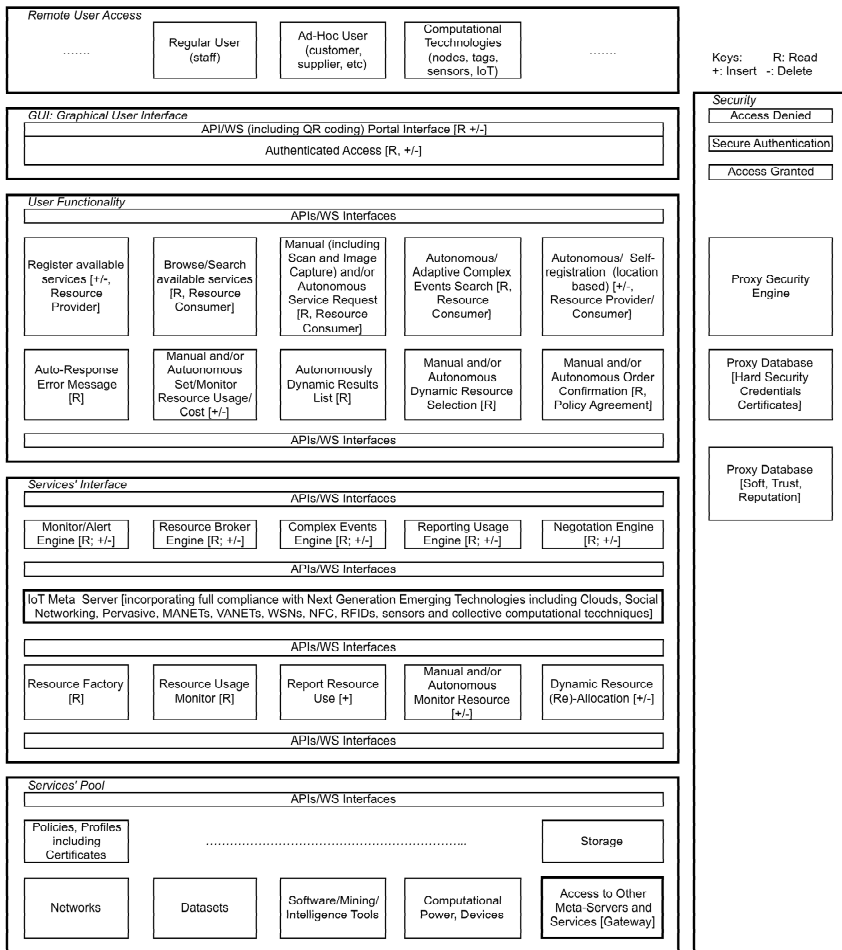 Remote User Access
.......
Regular User
(staff)
Ad-Hoc User
(customer,
supplier, etc)
Computational
Tecchnologies
(nodes, tags,
sensors, IoT)
.......
Keys: R: Read
+: Insert -: Delete
GUI: Graphical User Interface
API/WS (including QR coding) Portal Interface [R +/-]
Authenticated Access [R, +/-]
User Functionality
APIs/WS Interfaces
Register available
services [+/-,
Resource
Provider]
Browse/Search
available services
[R, Resource
Consumer]
Manual (including
Scan and Image
Capture) and/or
Autonomous
Service Request
[R, Resource
Consumer]
Autonomous/
Adaptive Complex
Events Search [R,
Resource
Consumer]
Autonomous/ Self-
registration (location
based) [+/-,
Resource Provider/
Consumer]
Auto-Response
Error Message
[R]
Manual and/or
Autuonomous
Set/Monitor
Resource Usage/
Cost [+/-]
Autonomously
Dynamic Results
List [R]
Manual and/or
Autonomous
Dynamic Resource
Selection [R]
Manual and/or
Autonomous Order
Confirmation [R,
Policy Agreement]
APIs/WS Interfaces
Services' Interface
APIs/WS Interfaces
Monitor/Alert
Engine [R; +/-]
Resource Broker
Engine [R; +/-]
Complex Events
Engine [R; +/-]
Reporting Usage
Engine [R; +/-]
Negotation Engine
[R; +/-]
APIs/WS Interfaces
IoT Meta Server [incorporating full compliance with Next Generation Emerging Technologies including Clouds, Social
Networking, Pervasive, MANETs, VANETs, WSNs, NFC, RFIDs, sensors and collective computational tecchniques]
APIs/WS Interfaces
Resource Factory
[R]
Resource Usage
Monitor [R]
Report Resource
Use [+]
Manual and/or
Autonomous
Monitor Resource
[+/-]
Dynamic Resource
(Re)-Allocation [+/-]
APIs/WS Interfaces
Services' Pool
APIs/WS Interfaces
Policies, Profiles
including
Certificates
................................................................
Storage
Networks
Datasets
Software/Mining/
Intelligence Tools
Computational
Power, Devices
Access to Other
Meta-Servers and
Services [Gateway]
Security
Access Denied
Secure Authentication
Access Granted
Proxy Security
Engine
Proxy Database
[Hard Security
Credentials
Certificates]
Proxy Database
[Soft, Trust,
Reputation]